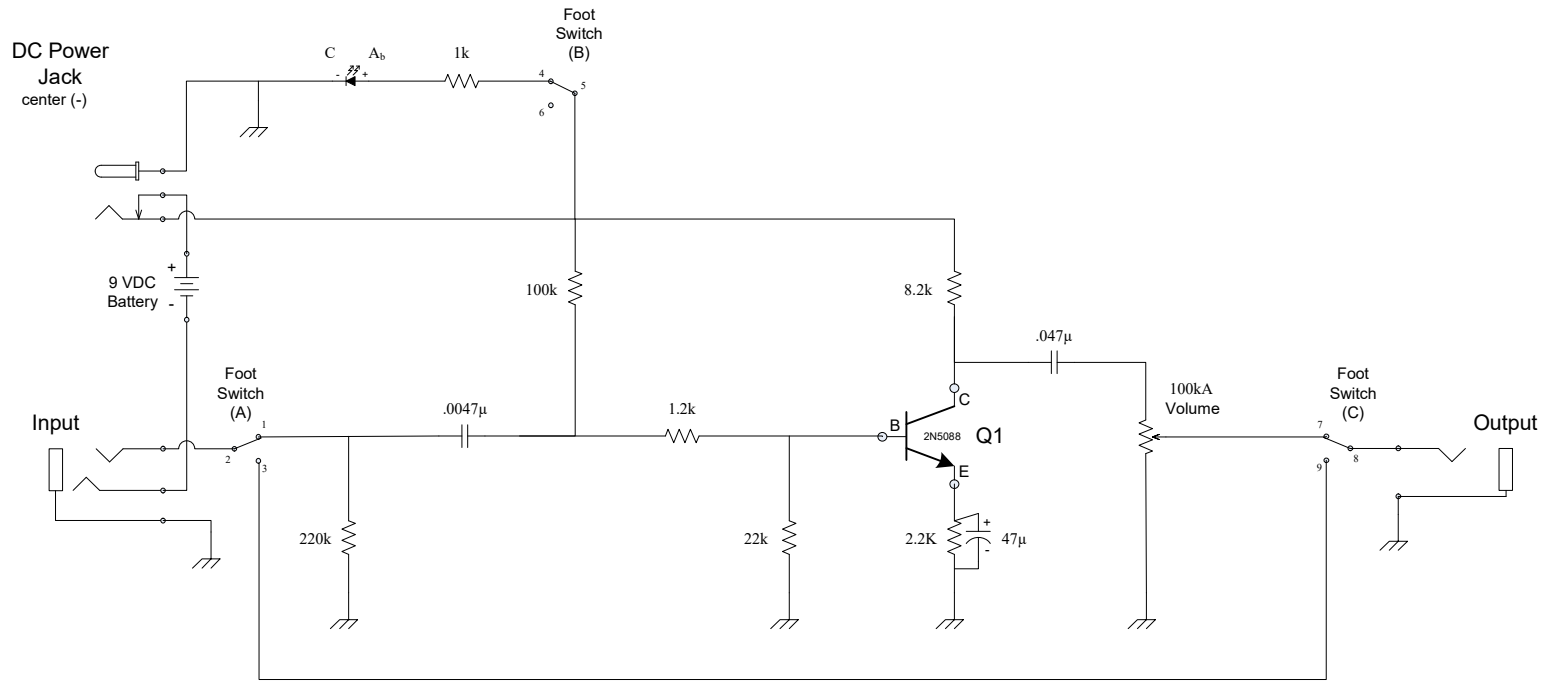 DC Power
Jack
center (-)
C
A_b
1k
Foot
Switch
(B)
-
+
4
5
6
+
9 VDC
Battery
-
100k
8.2k
.047µ
Foot
Switch
(A)
Input
1
2
3
.0047µ
1.2k
B
C
2N5088
Q1
E
100kA
Volume
Foot
Switch
(C)
7
8
9
Output
220k
22k
2.2K
+
47µ
-